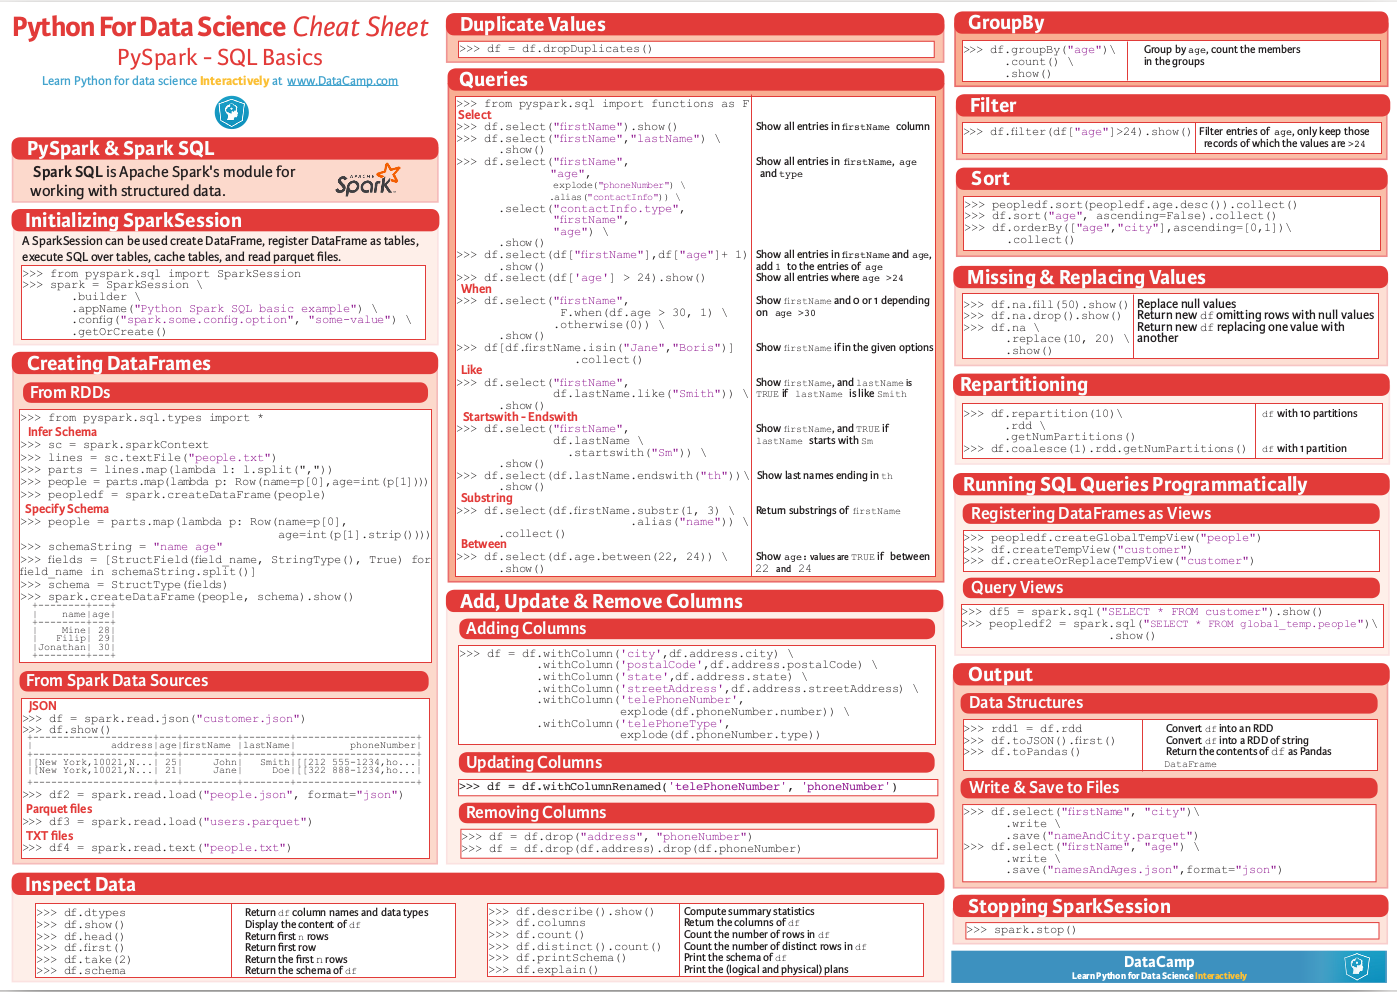 Python For Data Science Cheat Sheet
PySpark - SQL Basics
Learn Python for data science Interactively at www.DataCamp.com
PySpark & Spark SQL
Spark SQL is Apache Spark's module for
working with structured data.
APACHE
Spark
Initializing SparkSession
A SparkSession can be used create DataFrame, register DataFrame as tables,
execute SQL over tables, cache tables, and read parquet files.
>>> from pyspark.sql import SparkSession
>>> spark = SparkSession \
.builder \
.appName("Python Spark SQL basic example") \
.config("spark.some.config.option", "some-value") \
.getOrCreate()
Creating DataFrames
From RDDs
>>> from pyspark.sql.types import *
Infer Schema
>>> sc = spark.sparkContext
>>> lines = sc.textFile("people.txt")
>>> parts = lines.map(lambda l: l.split(","))
>>> people = parts.map(lambda p: Row(name=p[0],age=int(p[1])))
>>> peopledf = spark.createDataFrame(people)
Specify Schema
>>> people = parts.map(lambda p: Row(name=p[0],
age=int(p[1].strip())))
>>> schemaString = "name age"
>>> fields = [StructField(field_name, StringType(), True) for
field_name in schemaString.split()]
>>> schema = StructType(fields)
>>> spark.createDataFrame(people, schema).show()
+--------+---+
| name|age|
+--------+---+
| Mine| 28|
| Filip| 29|
|Jonathan| 30|
+--------+---+
From Spark Data Sources
JSON
>>> df = spark.read.json("customer.json")
>>> df.show()
+--------------------+---+---------+--------+--------------------+
| address|age|firstName |lastName| phoneNumber|
+--------------------+---+---------+--------+--------------------+
|[New York,10021,N...| 25| John| Smith|[[212 555-1234,ho...|
|[New York,10021,N...| 21| Jane| Doe|[[322 888-1234,ho...|
+--------------------+---+---------+--------+--------------------+
>>> df2 = spark.read.load("people.json", format="json")
Parquet files
>>> df3 = spark.read.load("users.parquet")
TXT files
>>> df4 = spark.read.text("people.txt")
Duplicate Values
>>> df = df.dropDuplicates()
Queries
>>> from pyspark.sql import functions as F
Select
>>> df.select("firstName").show() Show all entries in firstName column
>>> df.select("firstName","lastName") \
.show()
>>> df.select("firstName", Show all entries in firstName, age
"age", and type
explode("phoneNumber") \
.alias("contactInfo")) \
.select("contactInfo.type",
"firstName",
"age") \
.show()
>>> df.select(df["firstName"],df["age"]+ 1) Show all entries in firstName and age,
.show() add 1 to the entries of age
>>> df.select(df['age'] > 24).show() Show all entries where age >24
When
>>> df.select("firstName", Show firstName and 0 or 1 depending
F.when(df.age > 30, 1) \ on age >30
.otherwise(0)) \
.show()
>>> df[df.firstName.isin("Jane","Boris")] Show firstName if in the given options
.collect()
Like
>>> df.select("firstName", Show firstName, and lastName is
df.lastName.like("Smith")) \ TRUE if lastName is like Smith
.show()
Startswith - Endswith
>>> df.select("firstName", Show firstName, and TRUE if
df.lastName \ lastName starts with Sm
.startswith("Sm")) \
.show()
>>> df.select(df.lastName.endswith("th")) \ Show last names ending in th
.show()
Substring
>>> df.select(df.firstName.substr(1, 3) \ Return substrings of firstName
.alias("name")) \
.collect()
Between
>>> df.select(df.age.between(22, 24)) \ Show age: values are TRUE if between
.show() 22 and 24
Add, Update & Remove Columns
Adding Columns
>>> df = df.withColumn('city',df.address.city) \
.withColumn('postalCode',df.address.postalCode) \
.withColumn('state',df.address.state) \
.withColumn('streetAddress',df.address.streetAddress) \
.withColumn('telePhoneNumber',
explode(df.phoneNumber.number)) \
.withColumn('telePhoneType',
explode(df.phoneNumber.type))
Updating Columns
>>> df = df.withColumnRenamed('telePhoneNumber', 'phoneNumber')
Removing Columns
>>> df = df.drop("address", "phoneNumber")
>>> df = df.drop(df.address).drop(df.phoneNumber)
Inspect Data
>>> df.dtypes Return df column names and data types
>>> df.show() Display the content of df
>>> df.head() Return first n rows
>>> df.first() Return first row
>>> df.take(2) Return the first n rows
>>> df.schema Return the schema of df
>>> df.describe().show() Compute summary statistics
>>> df.columns Return the columns of df
>>> df.count() Count the number of rows in df
>>> df.distinct().count() Count the number of distinct rows in df
>>> df.printSchema() Print the schema of df
>>> df.explain() Print the (logical and physical) plans
GroupBy
>>> df.groupBy("age")\ Group by age, count the members
.count() \ in the groups
.show()
Filter
>>> df.filter(df["age"]>24).show() Filter entries of age, only keep those
records of which the values are >24
Sort
>>> peopledf.sort(peopledf.age.desc()).collect()
>>> df.sort("age", ascending=False).collect()
>>> df.orderBy(["age","city"],ascending=[0,1])\
.collect()
Missing & Replacing Values
>>> df.na.fill(50).show() Replace null values
>>> df.na.drop().show() Return new df omitting rows with null values
>>> df.na \ Return new df replacing one value with
.replace(10, 20) \ another
.show()
Repartitioning
>>> df.repartition(10)\ df with 10 partitions
.rdd \
.getNumPartitions()
>>> df.coalesce(1).rdd.getNumPartitions() df with 1 partition
Running SQL Queries Programmatically
Registering DataFrames as Views
>>> peopledf.createGlobalTempView("people")
>>> df.createTempView("customer")
>>> df.createOrReplaceTempView("customer")
Query Views
>>> df5 = spark.sql("SELECT * FROM customer").show()
>>> peopledf2 = spark.sql("SELECT * FROM global_temp.people")\
.show()
Output
Data Structures
>>> rdd1 = df.rdd Convert df into an RDD
>>> df.toJSON().first() Convert df into a RDD of string
>>> df.toPandas() Return the contents of df as Pandas
DataFrame
Write & Save to Files
>>> df.select("firstName", "city")\
.write \
.save("nameAndCity.parquet")
>>> df.select("firstName", "age") \
.write \
.save("namesAndAges.json",format="json")
Stopping SparkSession
>>> spark.stop()
DataCamp
Learn Python for Data Science Interactively